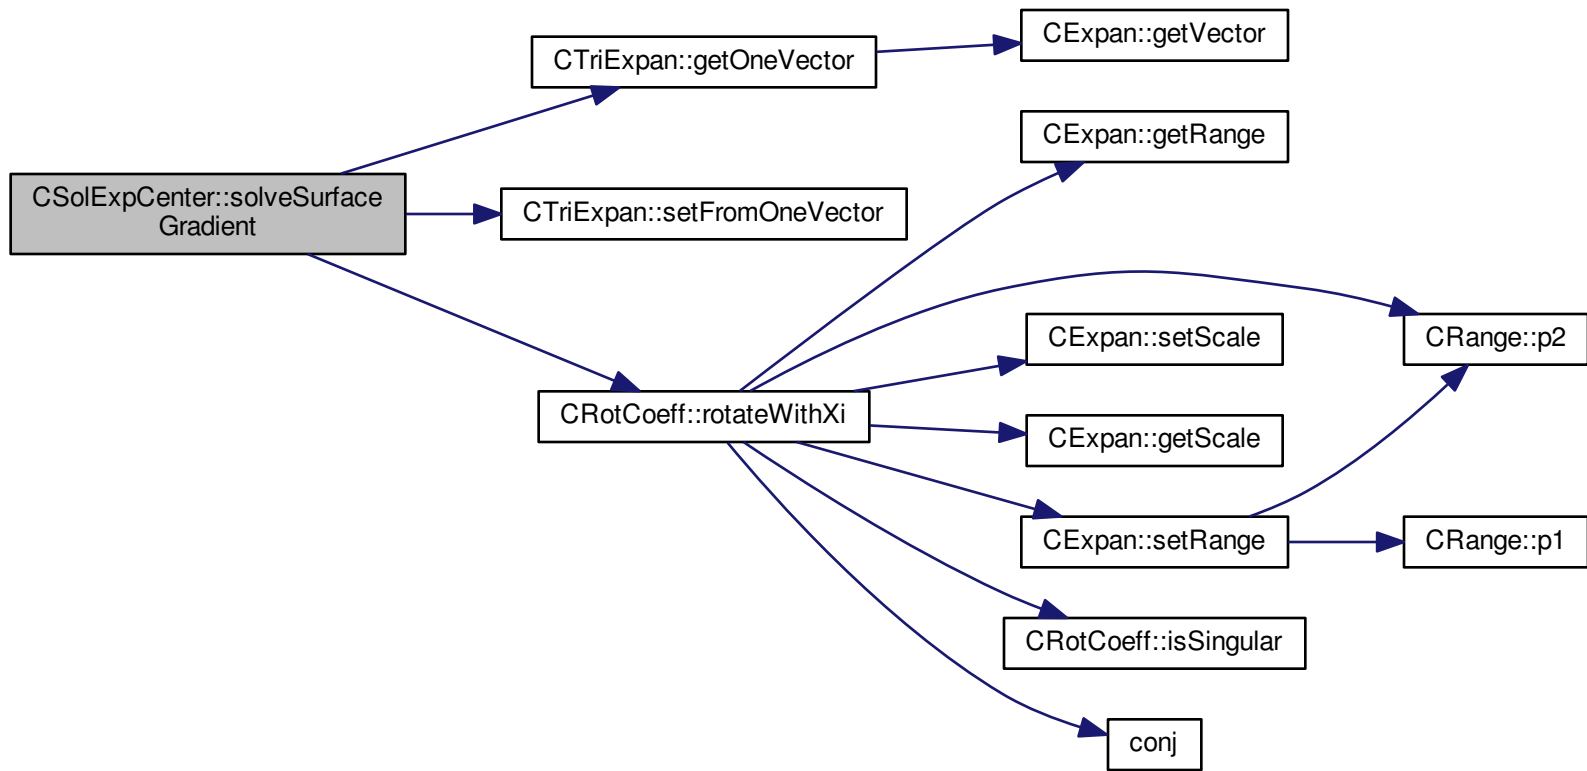 CExpan::getVector
CTriExpan::getOneVector
CExpan::getRange
CSolExpCenter::solveSurface
Gradient
CTriExpan::setFromOneVector
CExpan::setScale
CRange::p2
CRotCoeff::rotateWithXi
CExpan::getScale
CExpan::setRange
CRange::p1
CRotCoeff::isSingular
conj